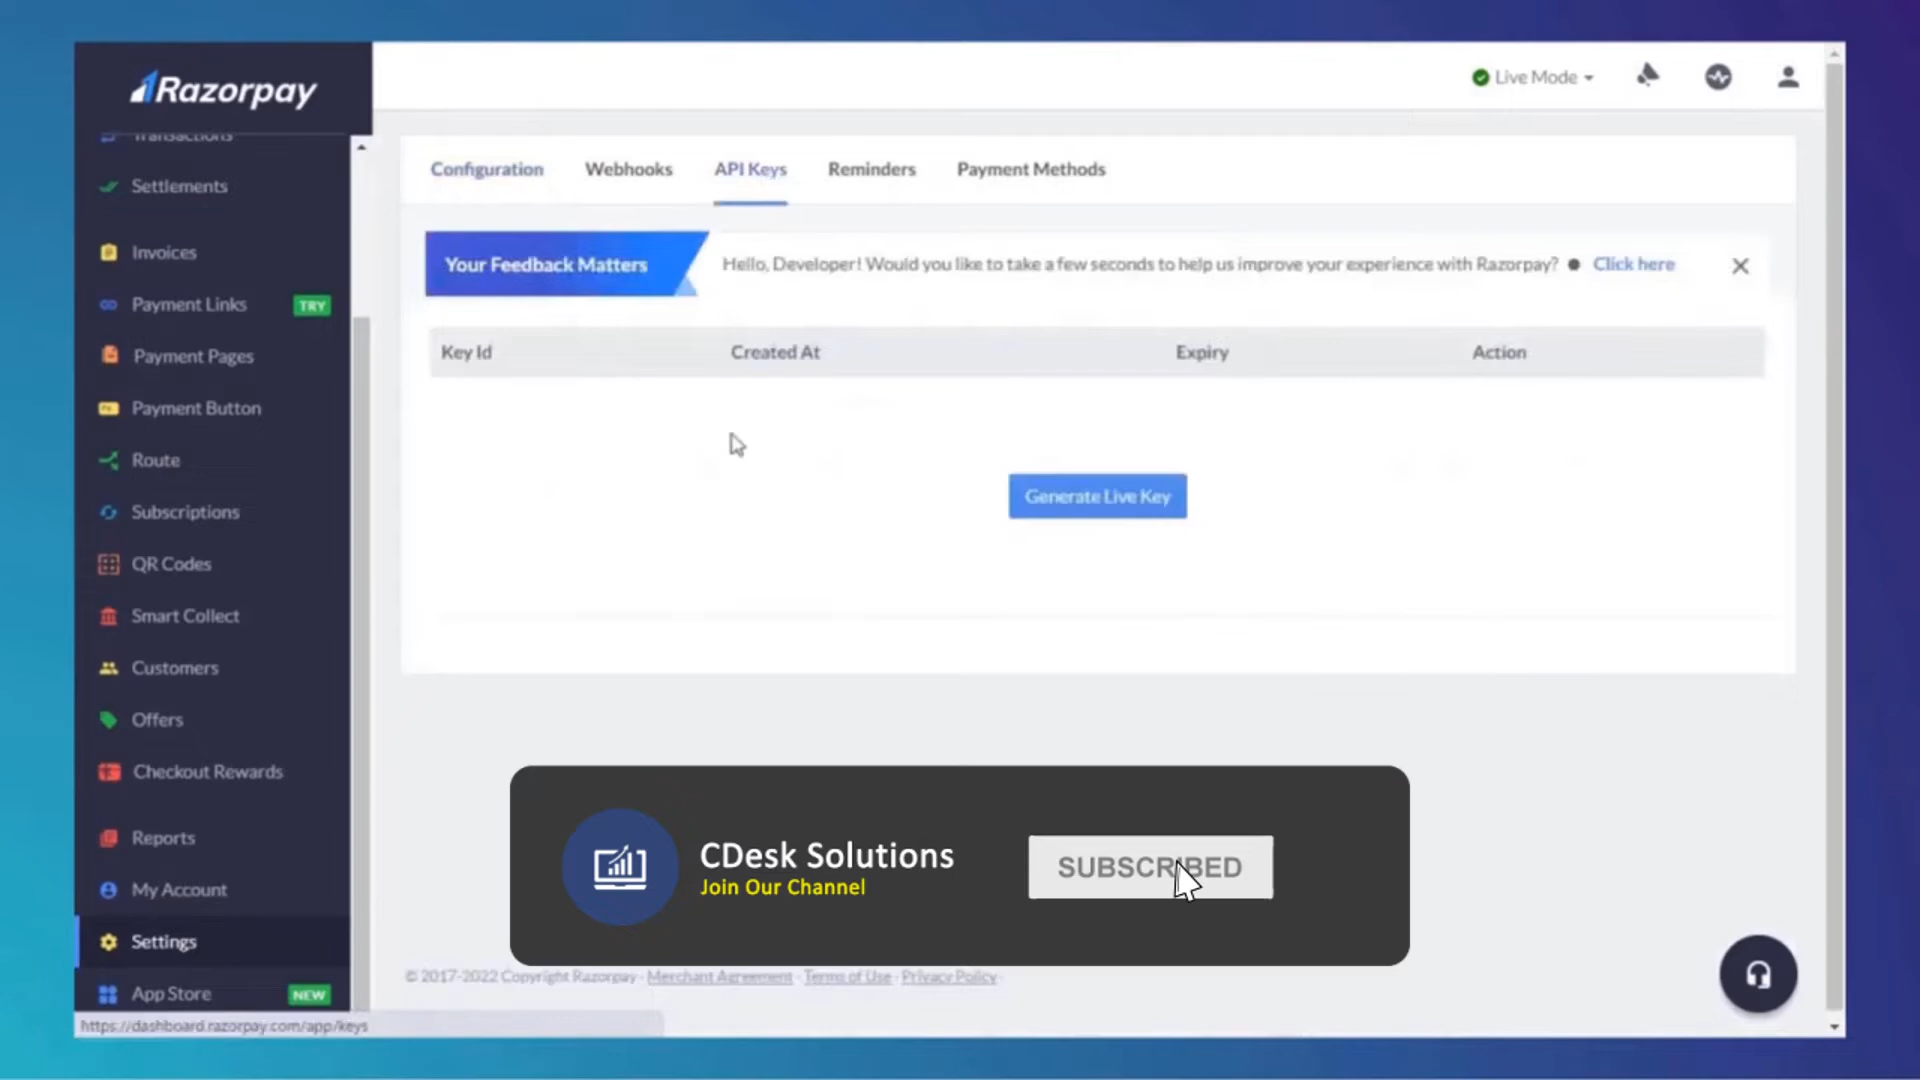 Razorpay
Live Mode
Transactions
Settlements
Invoices
Payment Links TRY
Payment Pages
Payment Button
Route
Subscriptions
QR Codes
Smart Collect
Customers
Offers
Checkout Rewards
Reports
My Account
Settings
App Store NEW
https://dashboard.razorpay.com/app/keys
Configuration Webhooks API Keys Reminders Payment Methods
Your Feedback Matters Hello, Developer! Would you like to take a few seconds to help us improve your experience with Razorpay? ● Click here
Key Id Created At Expiry Action
Generate Live Key
CDesk Solutions
Join Our Channel
SUBSCRIBED
© 2017-2022 Copyright Razorpay · Merchant Agreement · Terms of Use · Privacy Policy ·